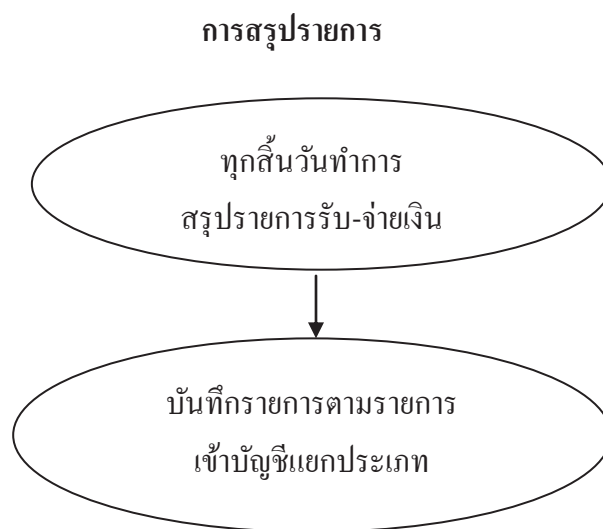 การสรุปรายการ
ทุกสิ้นวันทำการ
สรุปรายการรับ-จ่ายเงิน
บันทึกรายการตามรายการ
เข้าบัญชีแยกประเภท